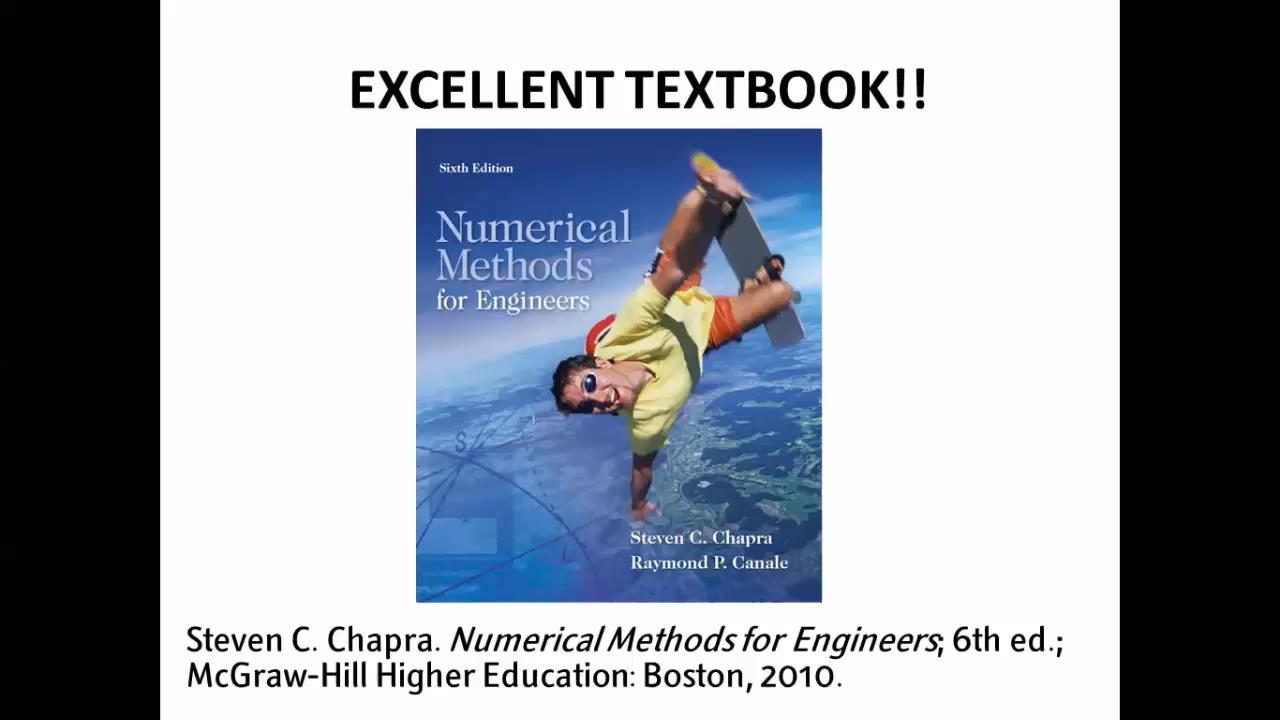 EXCELLENT TEXTBOOK!!
Sixth Edition
Numerical
Methods
for Engineers
S
Steven C. Chapra
Raymond P. Canale
Steven C. Chapra. Numerical Methods for Engineers; 6th ed.;
McGraw-Hill Higher Education: Boston, 2010.